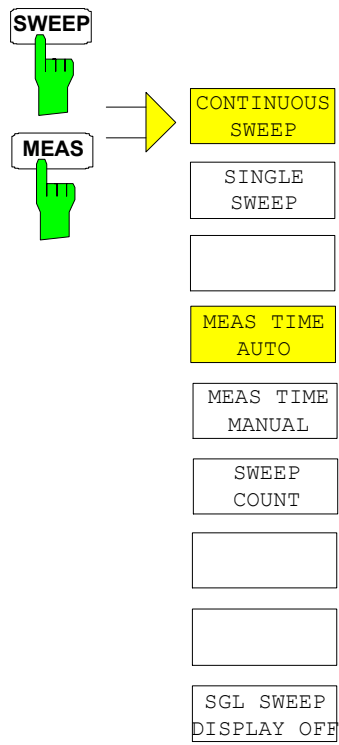 SWEEP
MEAS
CONTINUOUS
SWEEP
SINGLE
SWEEP
MEAS TIME
AUTO
MEAS TIME
MANUAL
SWEEP
COUNT
SGL SWEEP
DISPLAY OFF